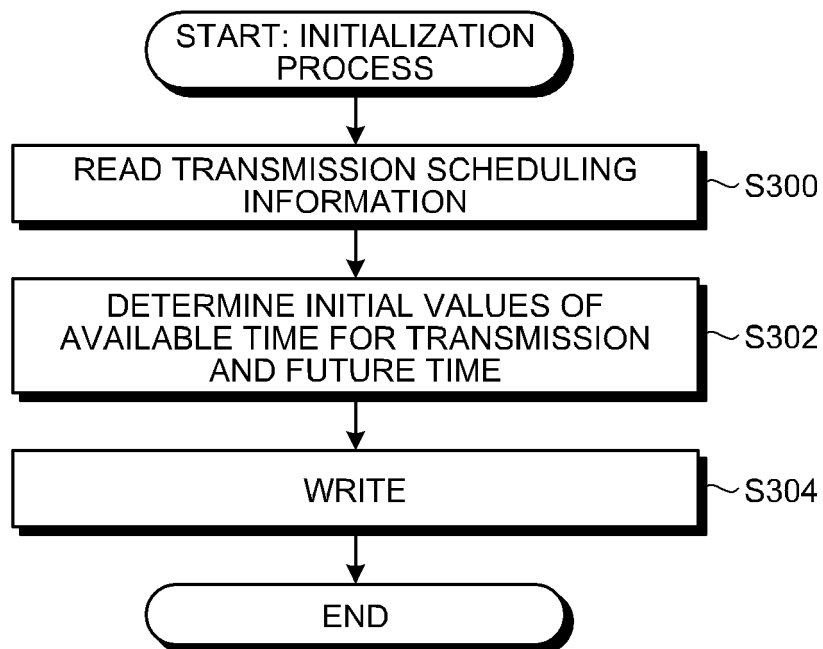 START: INITIALIZATION
PROCESS
READ TRANSMISSION SCHEDULING
INFORMATION
S300
DETERMINE INITIAL VALUES OF
AVAILABLE TIME FOR TRANSMISSION
AND FUTURE TIME
S302
WRITE
S304
END